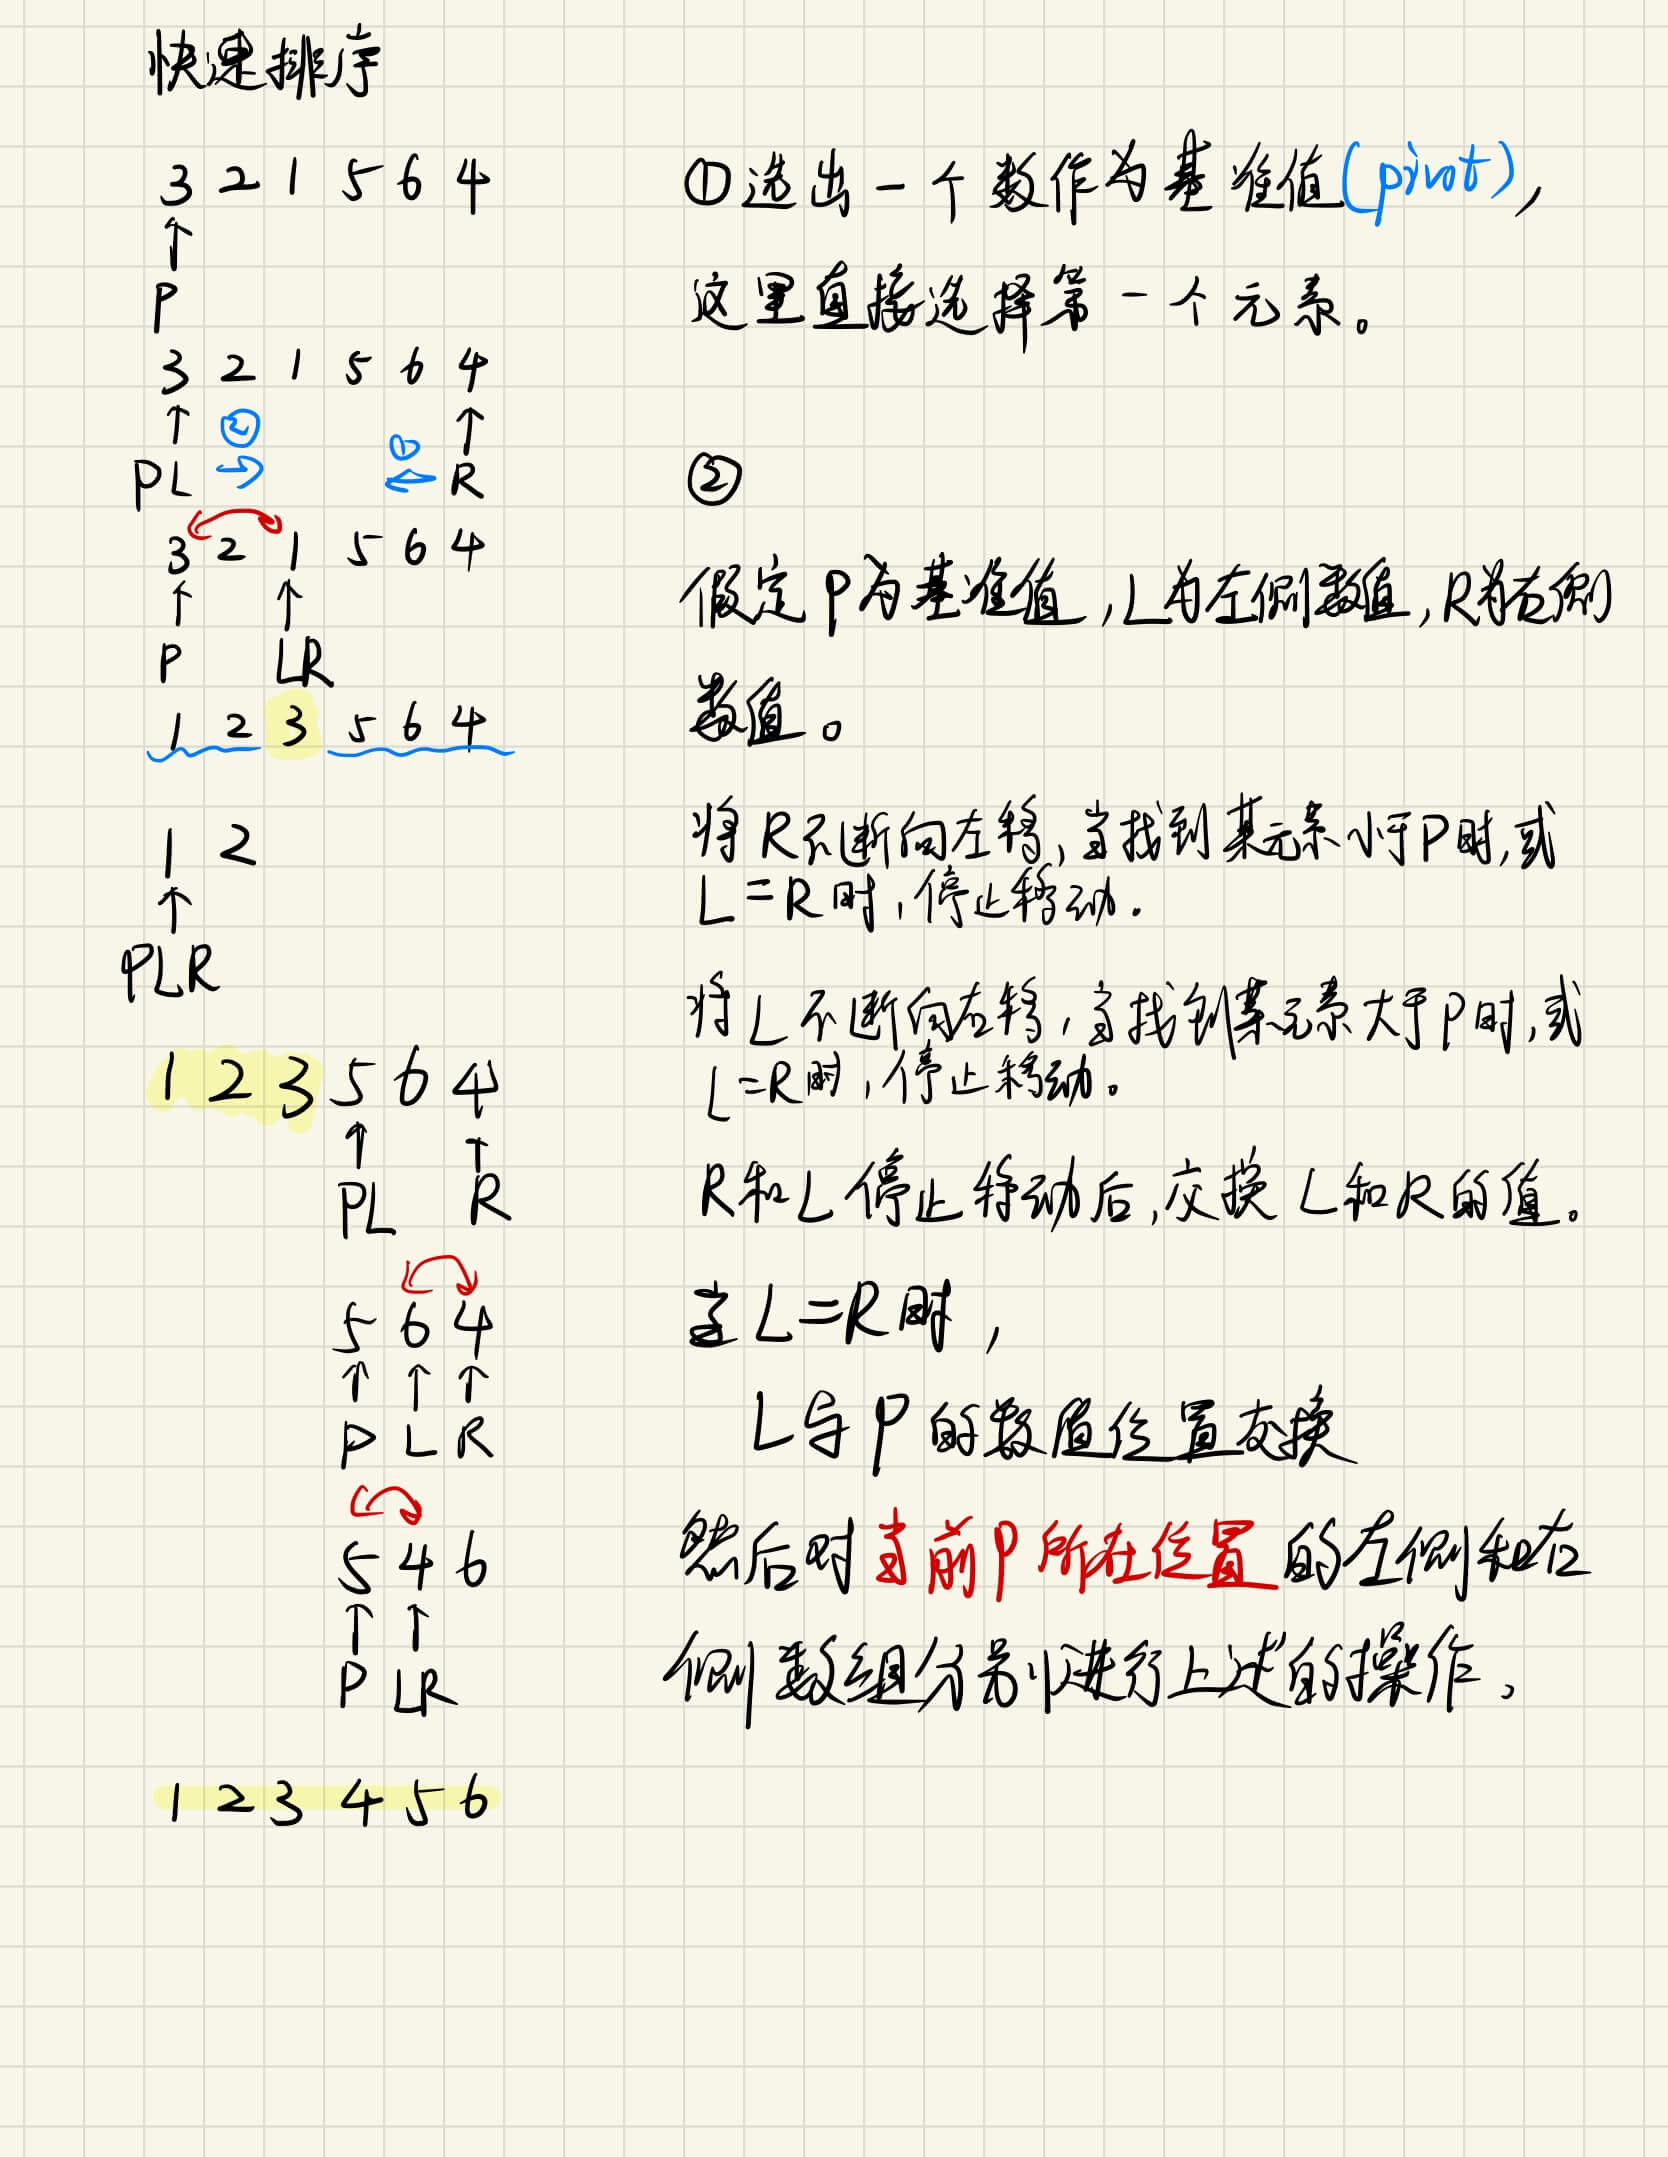 快速排序
3 2 1 5 6 4
↑
P
3 2 1 5 6 4
↑ ② ① ↑
PL → ← R
3 2 1 5 6 4
↑ ↑
P LR
1 2 3 5 6 4
1 2
↑
PLR
1 2 3 5 6 4
↑ ↑
PL R
5 6 4
↑ ↑ ↑
P L R
5 4 6
↑ ↑
P LR
1 2 3 4 5 6
①选出一个数作为基准值(pivot),
这里直接选择第一个元素。
②
假定P为基准值,L为左侧数值,R为右侧
数值。
将R不断向左移,当找到某元素小于P时,或
L=R时,停止移动.
将L不断向右移,当找到某元素大于P时,或
L=R时,停止移动。
R和L停止移动后,交换L和R的值。
当L=R时,
L与P的数值位置交换
然后对当前P所在位置的左侧和右
侧数组分别进行上述的操作、